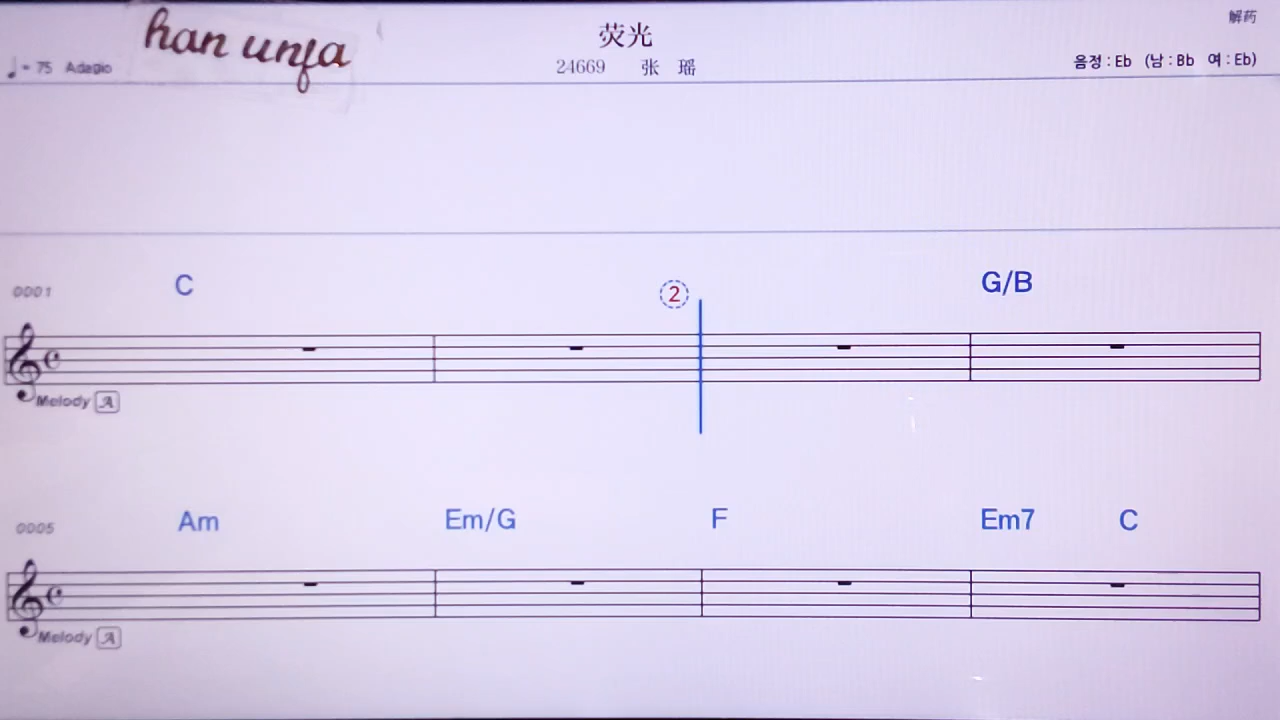 han unfa
荧光
解药
♩= 75 Adagio
24669 张 瑶
음정 : Eb (남 : Bb 여 : Eb)
0001 C ② G/B
Melody A
0005 Am Em/G F Em7 C
Melody A